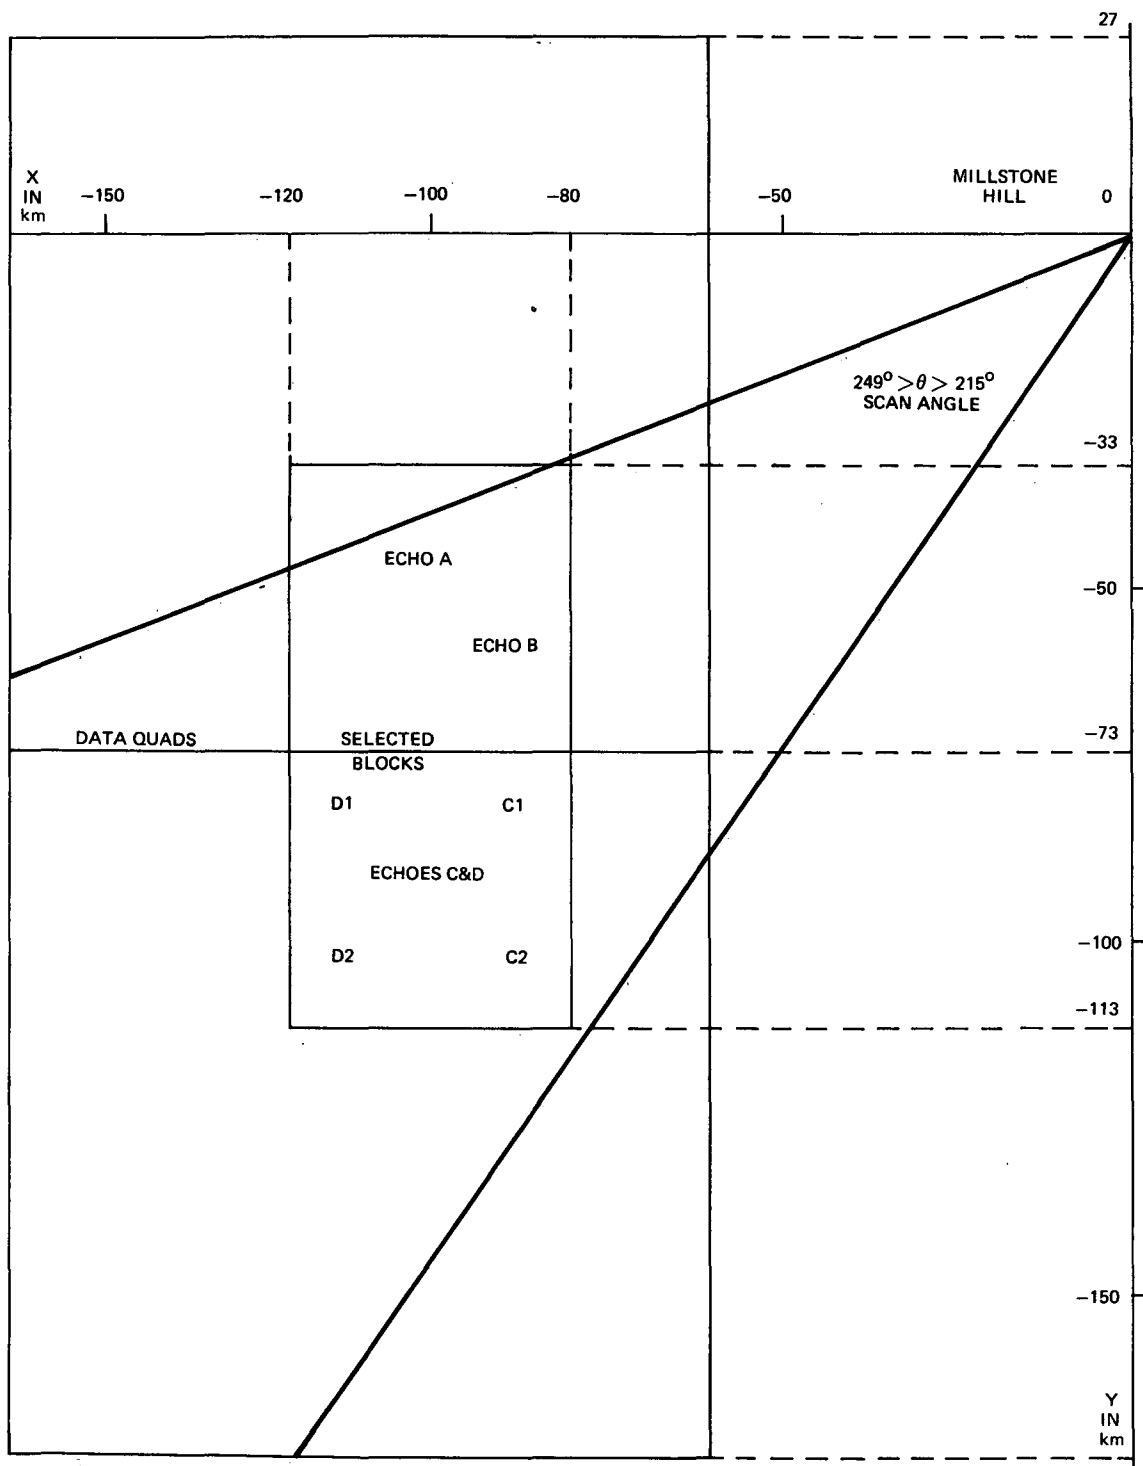 27
X
IN
km
−150
−120
−100
−80
−50
MILLSTONE
HILL
0
249° >θ > 215°
SCAN ANGLE
−33
ECHO A
−50
ECHO B
−73
DATA QUADS
SELECTED
BLOCKS
D1
C1
ECHOES C&D
−100
D2
C2
−113
−150
Y
IN
km